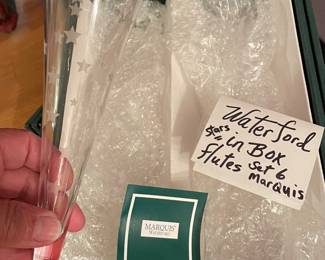 Waterford
"Stars"
in Box
flutes Set 6
Marquis
MARQUIS